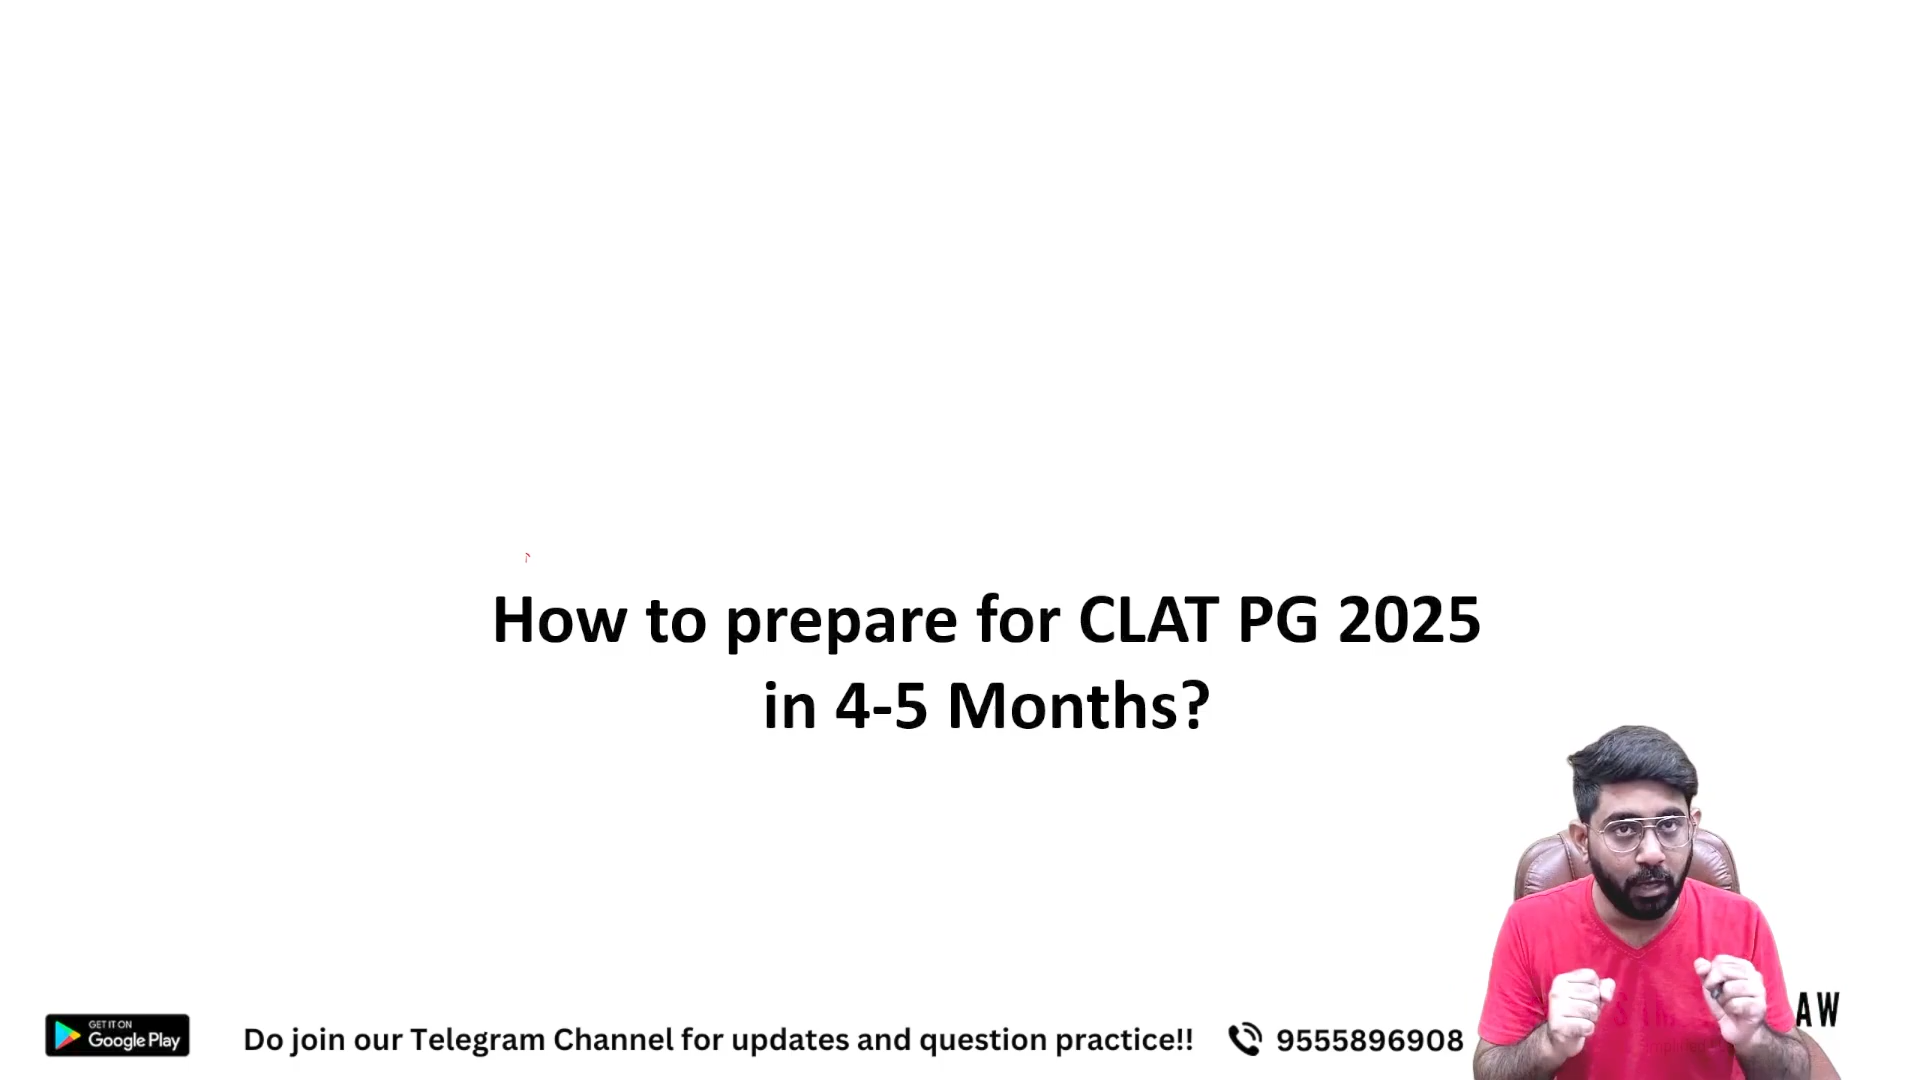 How to prepare for CLAT PG 2025
in 4-5 Months?
GET IT ON
Google Play
Do join our Telegram Channel for updates and question practice!!
9555896908
AW